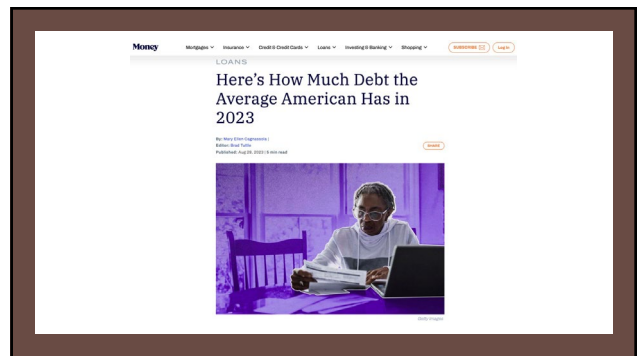 Money
Mortgages Insurance Credit & Credit Cards Loans Investing & Banking Shopping SUBSCRIBE Log In
LOANS
Here's How Much Debt the
Average American Has in
2023
By: Mary Ellen Cagnassola |
Editor: Brad Tuttle
Published: Aug 29, 2023 | 5 min read
SHARE
Getty Images